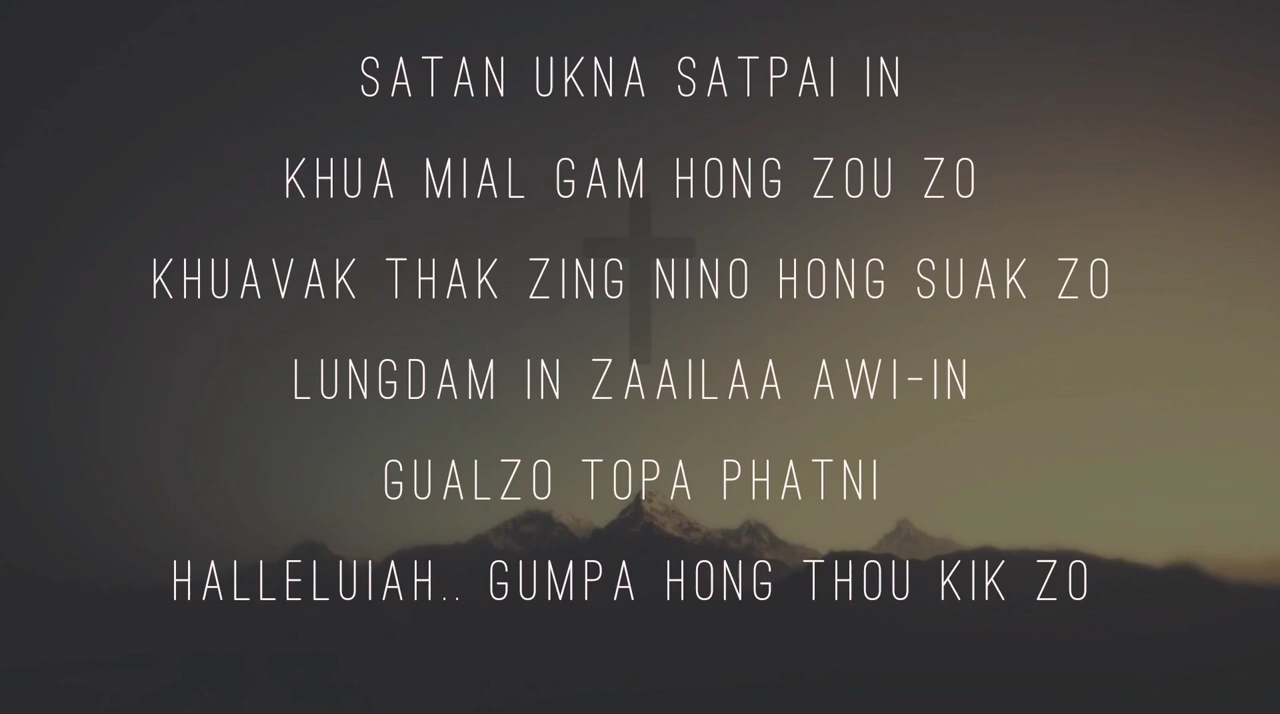 SATAN UKNA SATPAI IN
KHUA MIAL GAM HONG ZOU ZO
KHUAVAK THAK ZING NINO HONG SUAK ZO
LUNGDAM IN ZAAILAA AWI-IN
GUALZO TOPA PHATNI
HALLELUIAH.. GUMPA HONG THOU KIK ZO